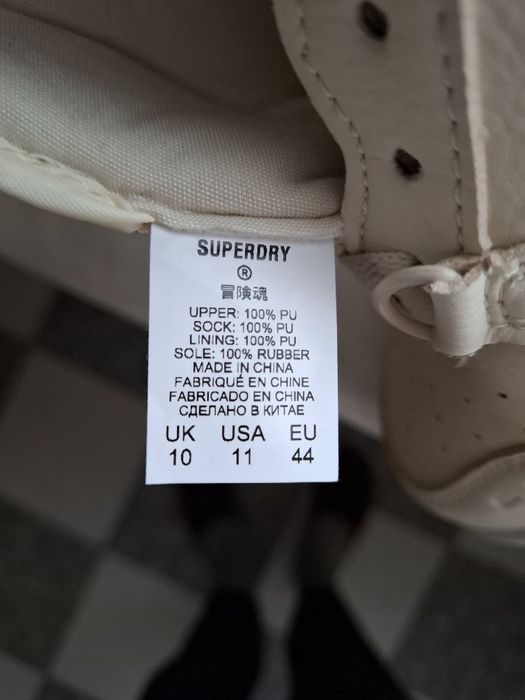 SUPERDRY
®
冒険魂
UPPER: 100% PU
SOCK: 100% PU
LINING: 100% PU
SOLE: 100% RUBBER
MADE IN CHINA
FABRIQUÉ EN CHINE
FABRICADO EN CHINA
СДЕЛАНО В КИТАЕ
UK USA EU
10 11 44